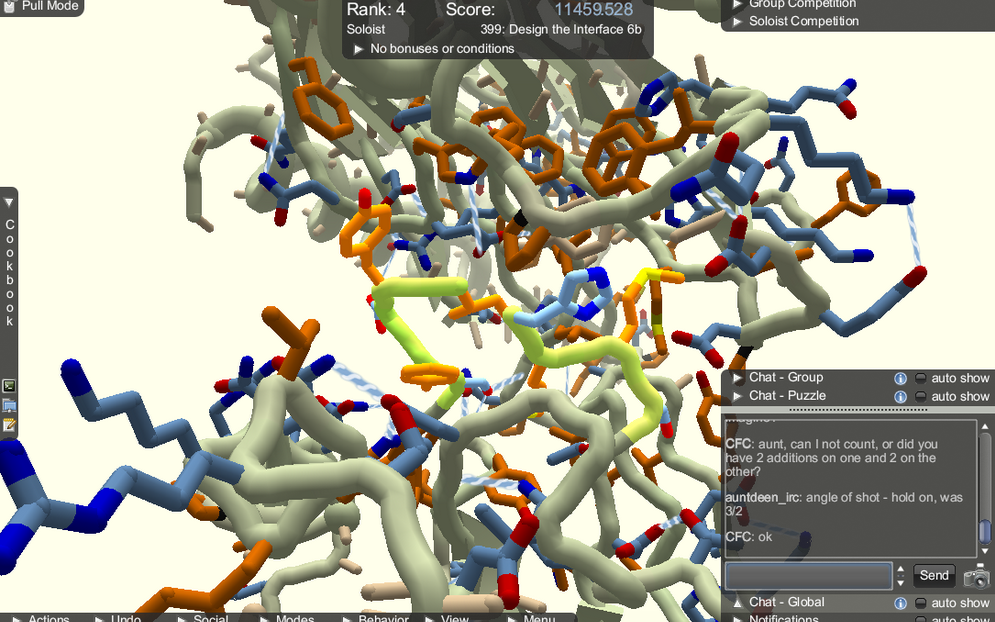 Pull Mode
Rank: 4 Score: 11459.528
Soloist 399: Design the Interface 6b
No bonuses or conditions
Group Competition
Soloist Competition
Cookbook
Chat - Group auto show
Chat - Puzzle auto show
imagine?
CFC: aunt, can I not count, or did you
have 2 additions on one and 2 on the
other?
auntdeen_irc: angle of shot - hold on, was
3/2
CFC: ok
Send
Chat - Global auto show
Notifications auto show
Actions Undo Social Modes Behavior View Menu